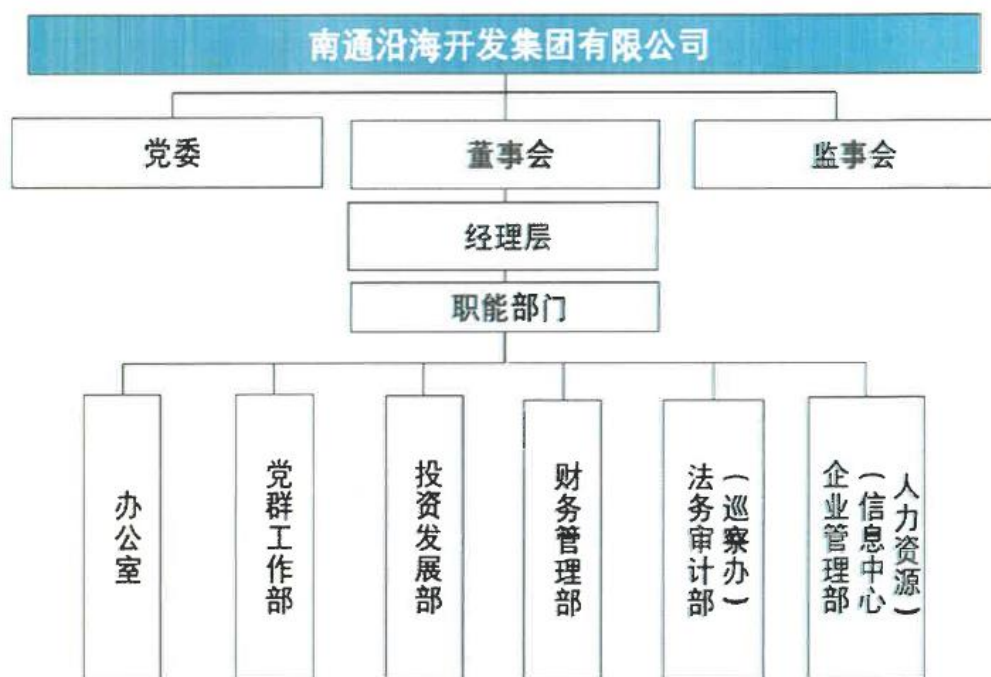 南通沿海开发集团有限公司
党委
董事会
监事会
经理层
职能部门
办公室
党群工作部
投资发展部
财务管理部
法务审计部
（巡察办）
企业管理部
（信息中心
人力资源）